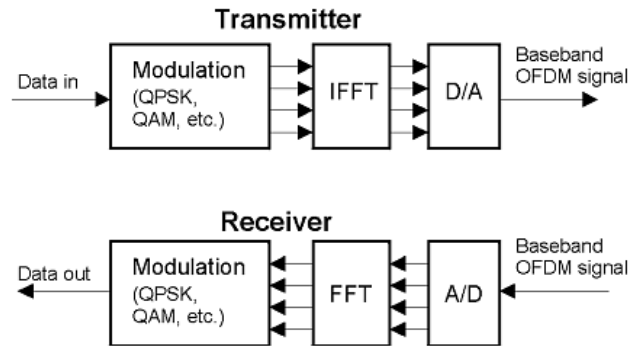 Transmitter
Data in
Modulation
(QPSK,
QAM, etc.)
IFFT
D/A
Baseband
OFDM signal
Receiver
Data out
Modulation
(QPSK,
QAM, etc.)
FFT
A/D
Baseband
OFDM signal